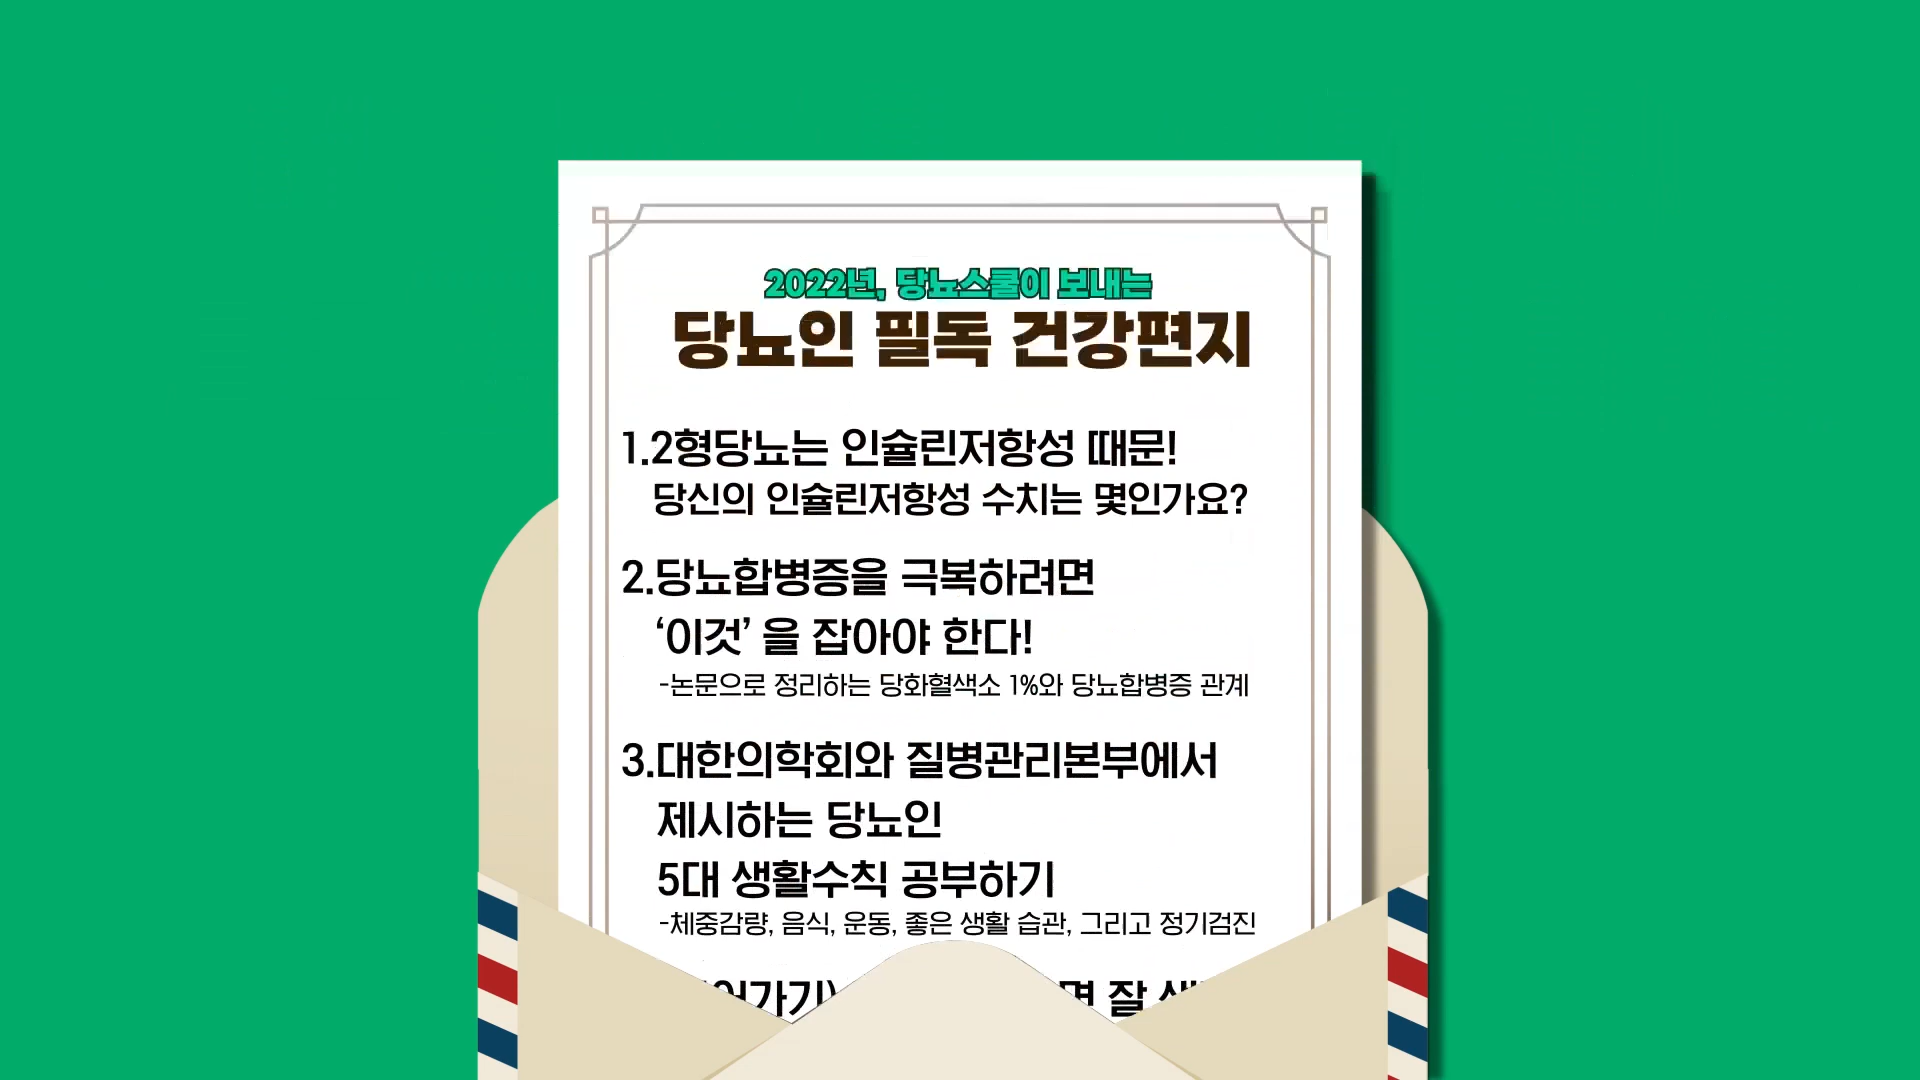 2022년, 당뇨스쿨이 보내는
당뇨인 필독 건강편지
1.2형당뇨는 인슐린저항성 때문!
당신의 인슐린저항성 수치는 몇인가요?
2.당뇨합병증을 극복하려면
‘이것’ 을 잡아야 한다!
-논문으로 정리하는 당화혈색소 1%와 당뇨합병증 관계
3.대한의학회와 질병관리본부에서
제시하는 당뇨인
5대 생활수칙 공부하기
-체중감량, 음식, 운동, 좋은 생활 습관, 그리고 정기검진
잘